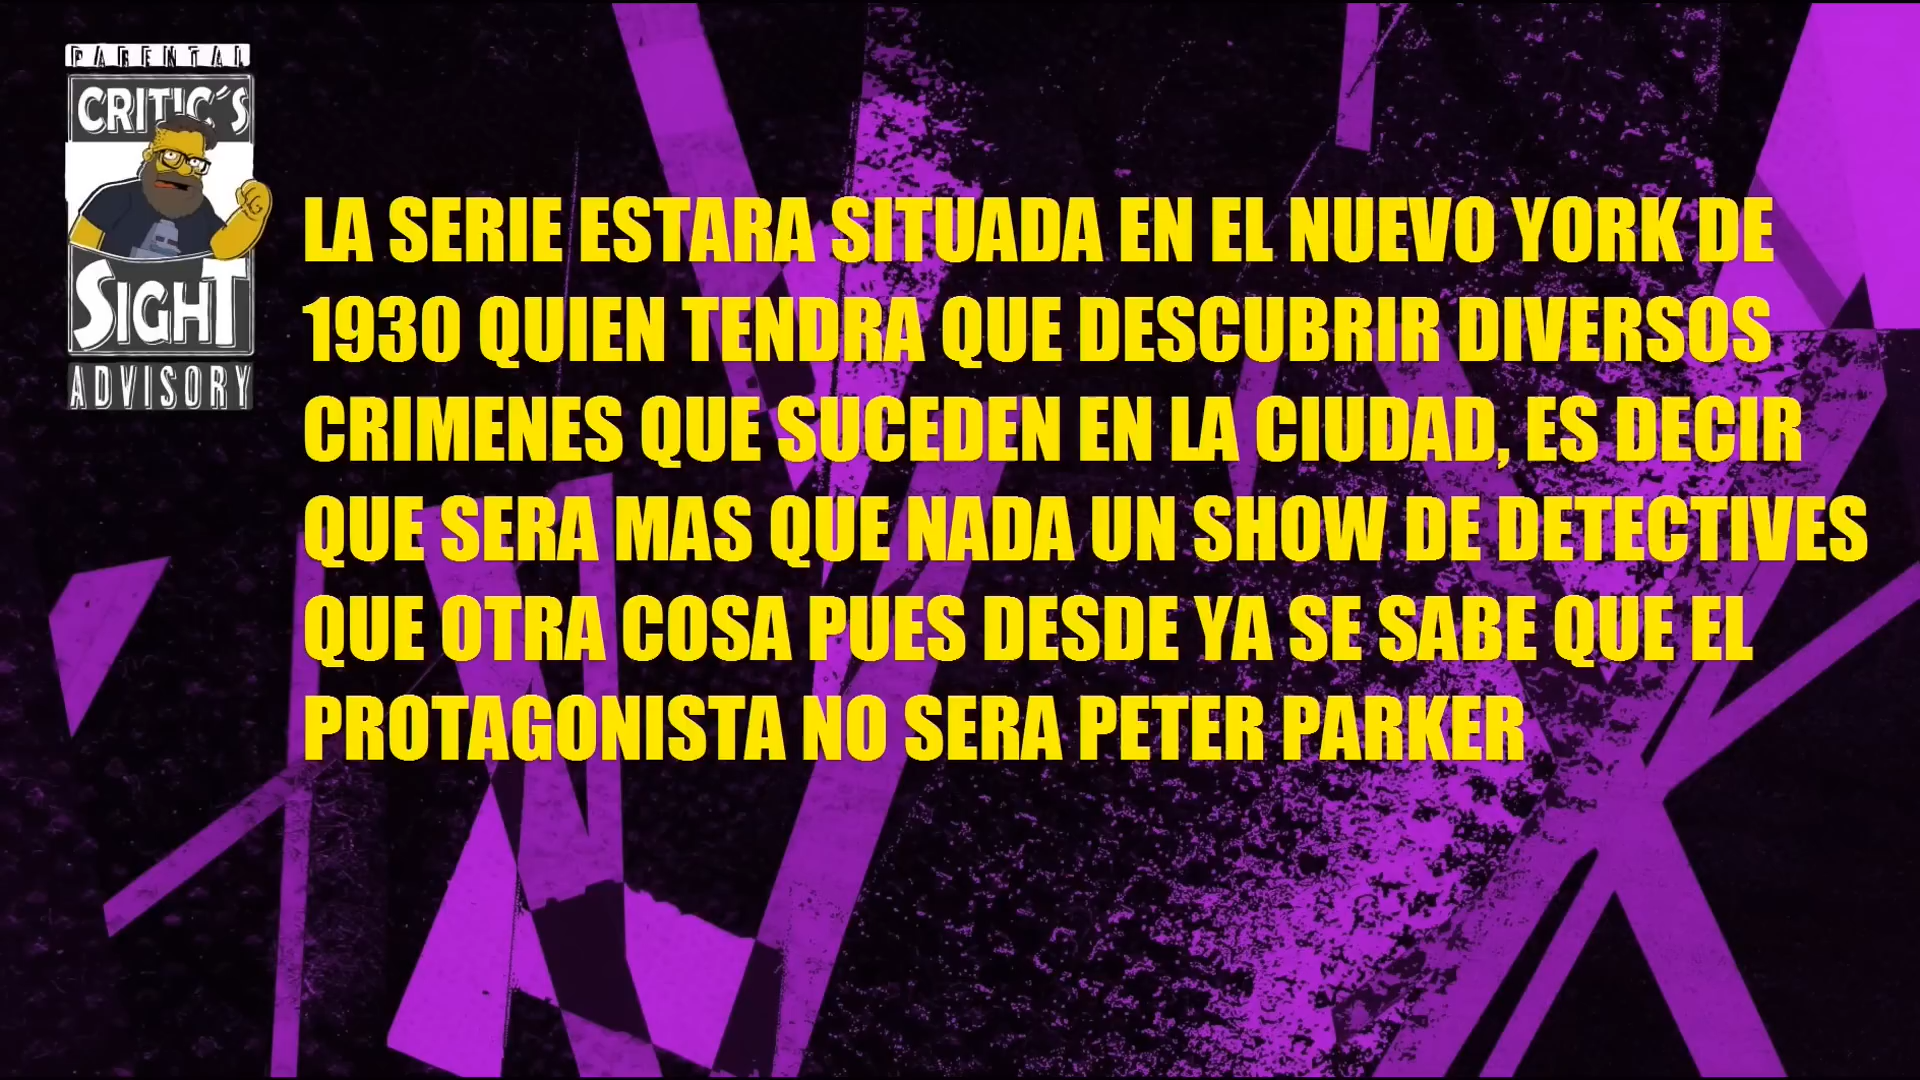 PARENTAL
CRITIC´S
SIGHT
ADVISORY
LA SERIE ESTARA SITUADA EN EL NUEVO YORK DE
1930 QUIEN TENDRA QUE DESCUBRIR DIVERSOS
CRIMENES QUE SUCEDEN EN LA CIUDAD, ES DECIR
QUE SERA MAS QUE NADA UN SHOW DE DETECTIVES
QUE OTRA COSA PUES DESDE YA SE SABE QUE EL
PROTAGONISTA NO SERA PETER PARKER